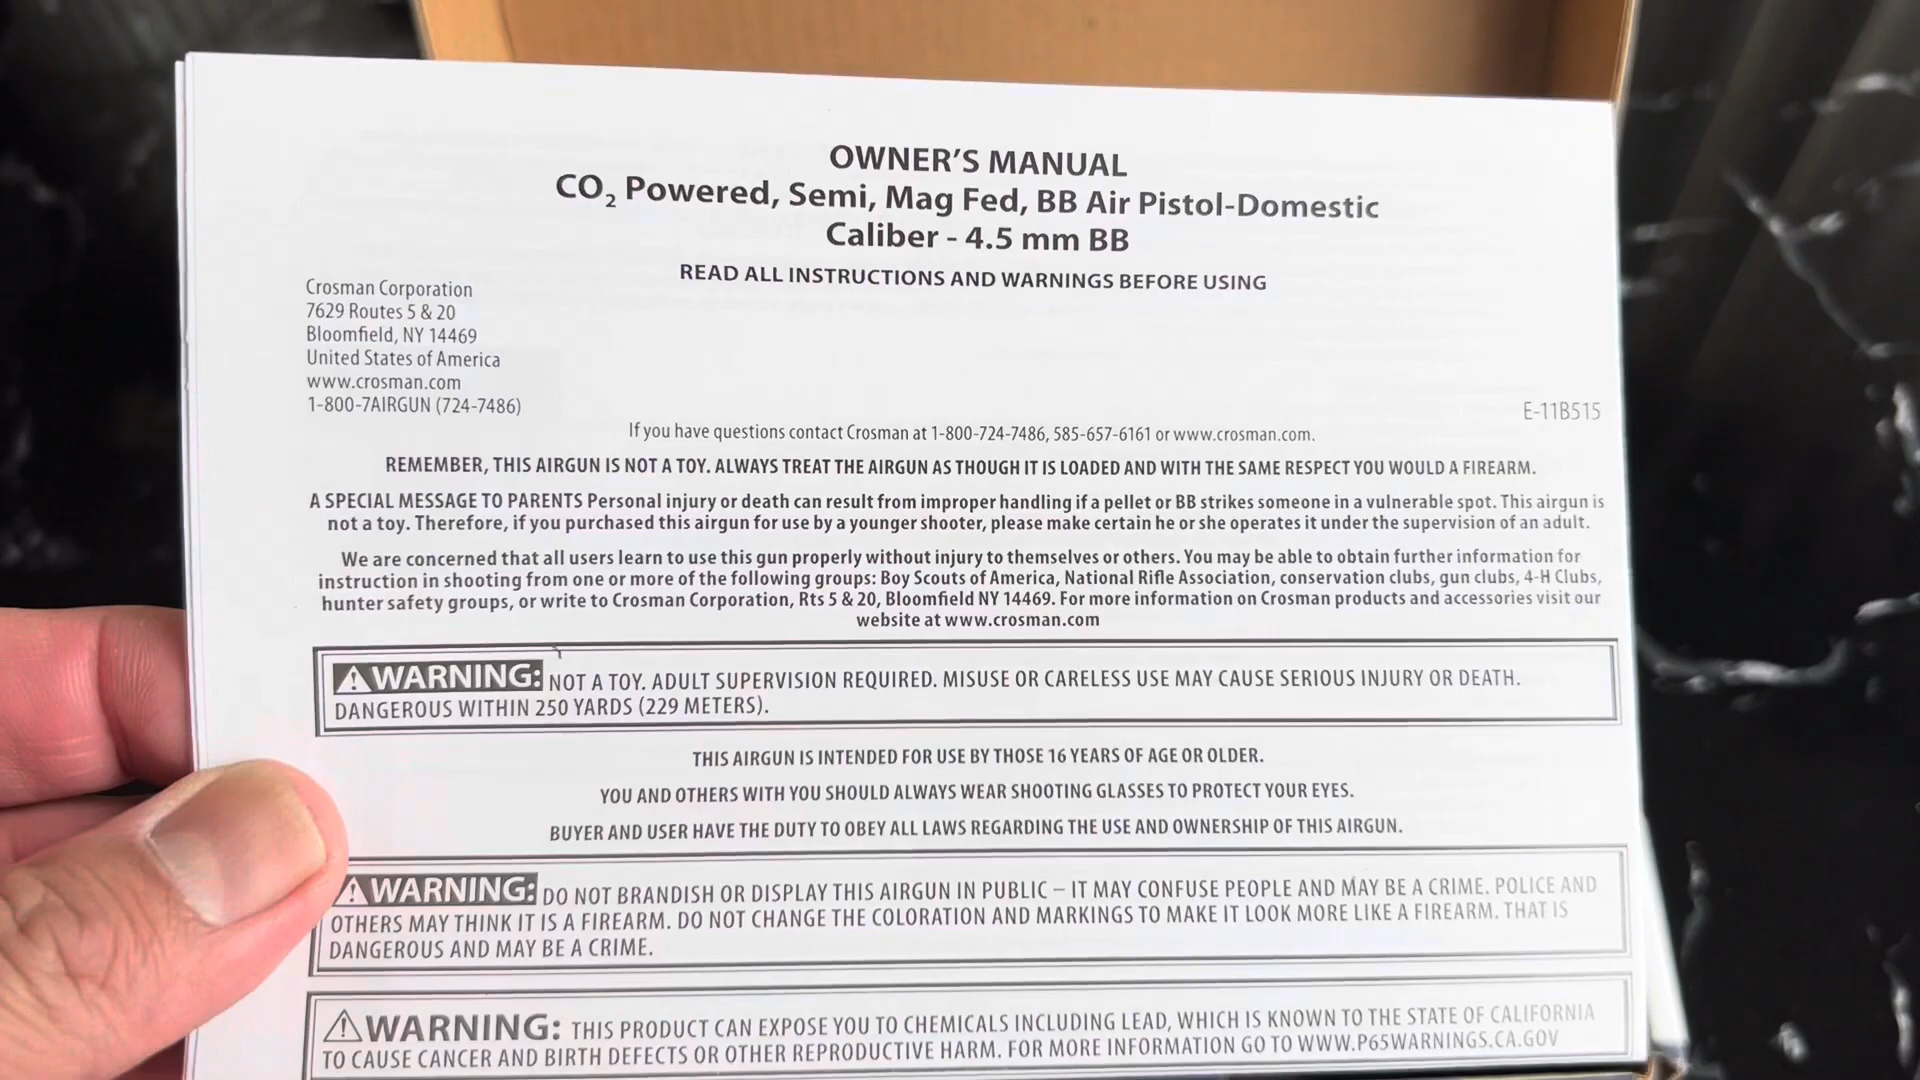 OWNER'S MANUAL
CO₂ Powered, Semi, Mag Fed, BB Air Pistol-Domestic
Caliber - 4.5 mm BB
READ ALL INSTRUCTIONS AND WARNINGS BEFORE USING
Crosman Corporation
7629 Routes 5 & 20
Bloomfield, NY 14469
United States of America
www.crosman.com
1-800-7AIRGUN (724-7486)
E-11B515
If you have questions contact Crosman at 1-800-724-7486, 585-657-6161 or www.crosman.com.
REMEMBER, THIS AIRGUN IS NOT A TOY. ALWAYS TREAT THE AIRGUN AS THOUGH IT IS LOADED AND WITH THE SAME RESPECT YOU WOULD A FIREARM.
A SPECIAL MESSAGE TO PARENTS Personal injury or death can result from improper handling if a pellet or BB strikes someone in a vulnerable spot. This airgun is
not a toy. Therefore, if you purchased this airgun for use by a younger shooter, please make certain he or she operates it under the supervision of an adult.
We are concerned that all users learn to use this gun properly without injury to themselves or others. You may be able to obtain further information for
instruction in shooting from one or more of the following groups: Boy Scouts of America, National Rifle Association, conservation clubs, gun clubs, 4-H Clubs,
hunter safety groups, or write to Crosman Corporation, Rts 5 & 20, Bloomfield NY 14469. For more information on Crosman products and accessories visit our
website at www.crosman.com
⚠WARNING: NOT A TOY. ADULT SUPERVISION REQUIRED. MISUSE OR CARELESS USE MAY CAUSE SERIOUS INJURY OR DEATH.
DANGEROUS WITHIN 250 YARDS (229 METERS).
THIS AIRGUN IS INTENDED FOR USE BY THOSE 16 YEARS OF AGE OR OLDER.
YOU AND OTHERS WITH YOU SHOULD ALWAYS WEAR SHOOTING GLASSES TO PROTECT YOUR EYES.
BUYER AND USER HAVE THE DUTY TO OBEY ALL LAWS REGARDING THE USE AND OWNERSHIP OF THIS AIRGUN.
⚠WARNING: DO NOT BRANDISH OR DISPLAY THIS AIRGUN IN PUBLIC – IT MAY CONFUSE PEOPLE AND MAY BE A CRIME. POLICE AND
OTHERS MAY THINK IT IS A FIREARM. DO NOT CHANGE THE COLORATION AND MARKINGS TO MAKE IT LOOK MORE LIKE A FIREARM. THAT IS
DANGEROUS AND MAY BE A CRIME.
⚠WARNING: THIS PRODUCT CAN EXPOSE YOU TO CHEMICALS INCLUDING LEAD, WHICH IS KNOWN TO THE STATE OF CALIFORNIA
TO CAUSE CANCER AND BIRTH DEFECTS OR OTHER REPRODUCTIVE HARM. FOR MORE INFORMATION GO TO WWW.P65WARNINGS.CA.GOV